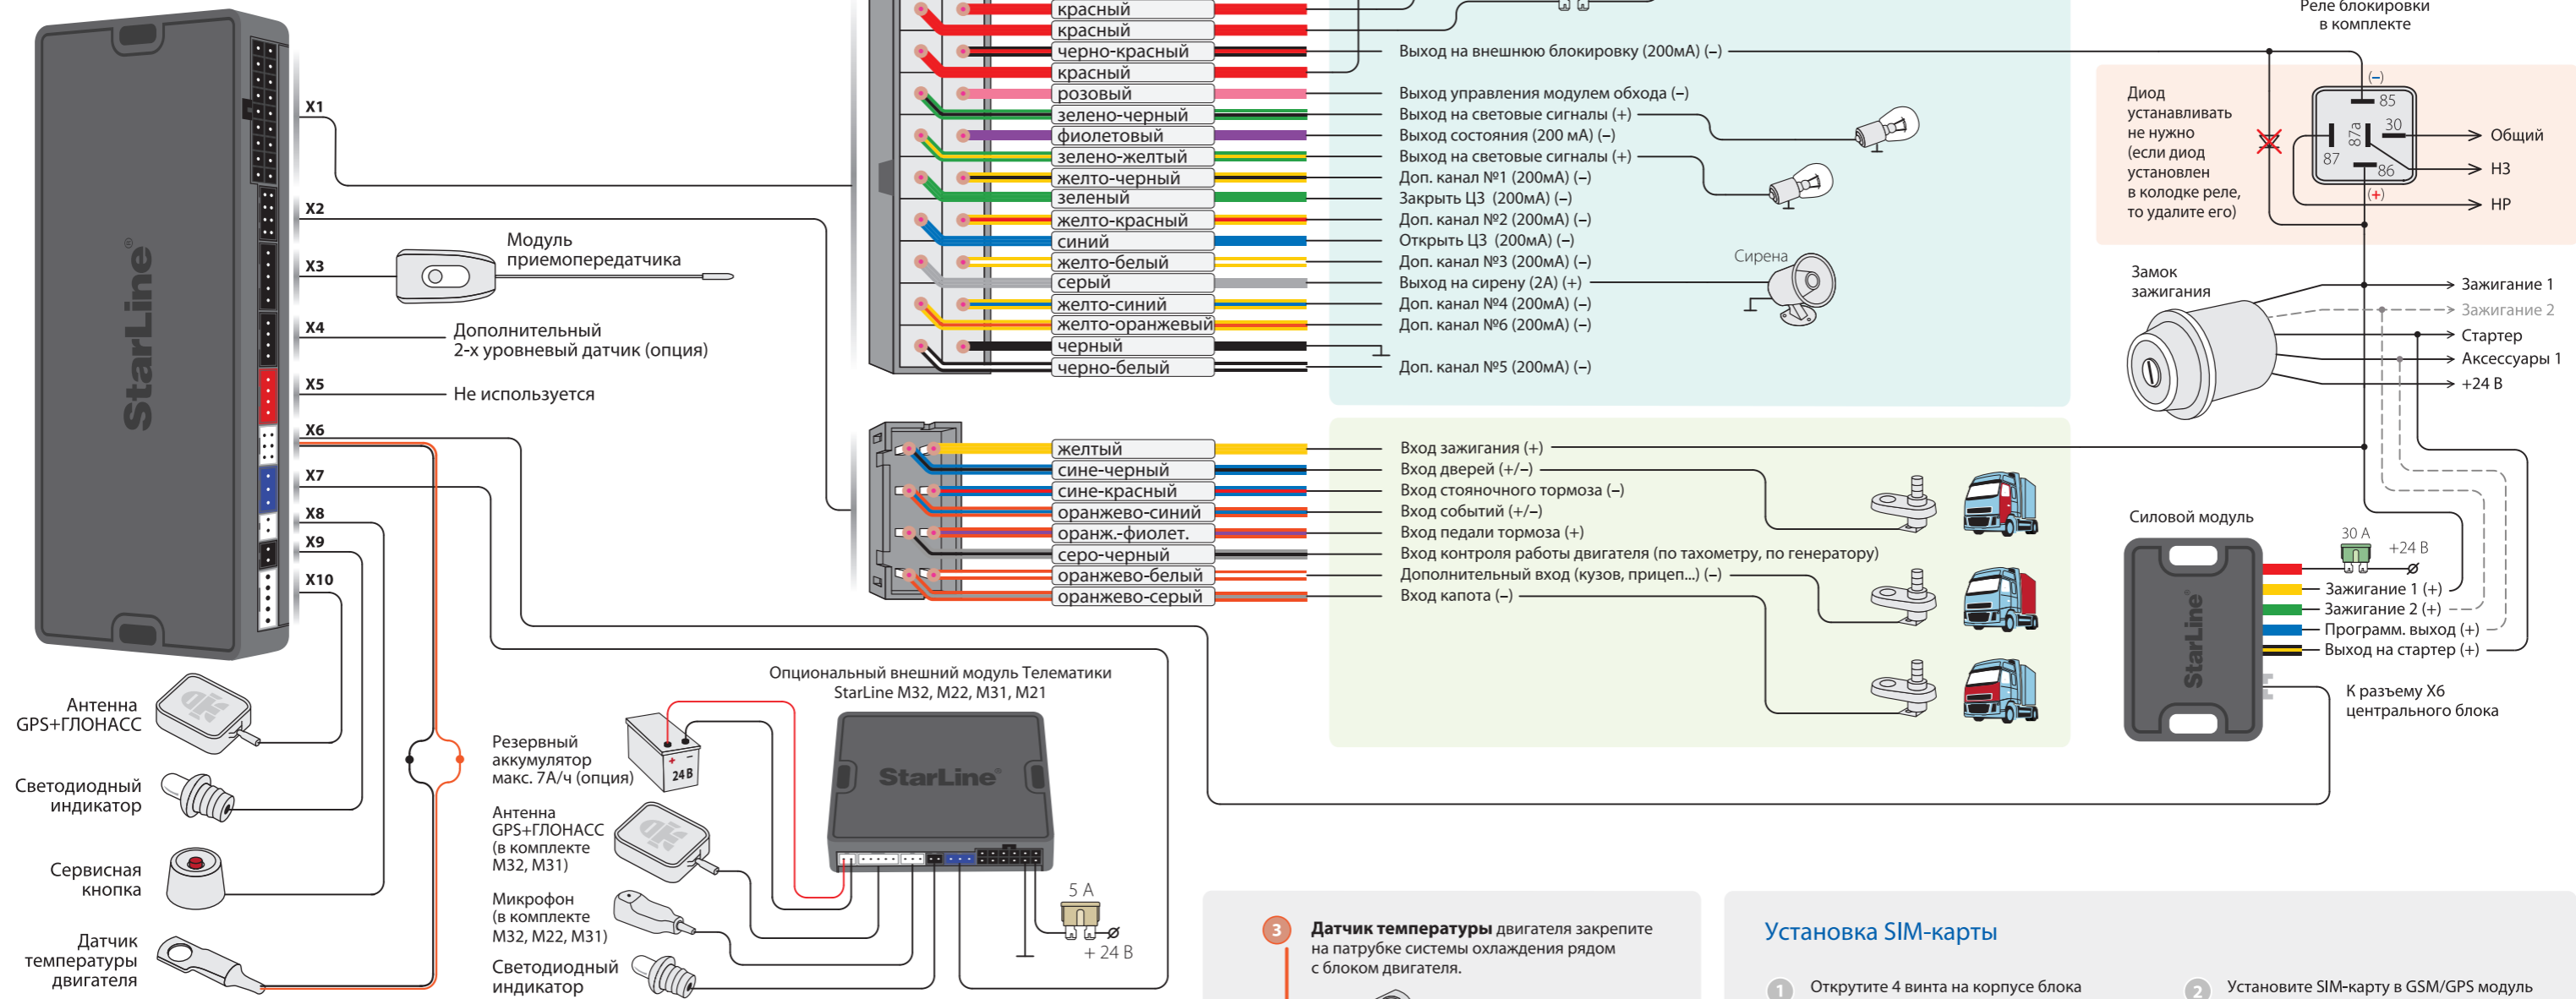 StarLine®
X1
X2
X3
X4
X5
X6
X7
X8
X9
X10
Модуль
приемопередатчика
Дополнительный
2-х уровневый датчик (опция)
Не используется
Антенна
GPS+ГЛОНАСС
Светодиодный
индикатор
Сервисная
кнопка
Датчик
температуры
двигателя
красный
красный
черно-красный
красный
розовый
зелено-черный
фиолетовый
зелено-желтый
желто-черный
зеленый
желто-красный
синий
желто-белый
серый
желто-синий
желто-оранжевый
черный
черно-белый
Выход на внешнюю блокировку (200мА) (–)
Выход управления модулем обхода (–)
Выход на световые сигналы (+)
Выход состояния (200 мА) (–)
Выход на световые сигналы (+)
Доп. канал №1 (200мА) (–)
Закрыть ЦЗ (200мА) (–)
Доп. канал №2 (200мА) (–)
Открыть ЦЗ (200мА) (–)
Доп. канал №3 (200мА) (–)
Выход на сирену (2А) (+)
Доп. канал №4 (200мА) (–)
Доп. канал №6 (200мА) (–)
Доп. канал №5 (200мА) (–)
Сирена
желтый
сине-черный
сине-красный
оранжево-синий
оранж.-фиолет.
серо-черный
оранжево-белый
оранжево-серый
Вход зажигания (+)
Вход дверей (+/–)
Вход стояночного тормоза (–)
Вход событий (+/–)
Вход педали тормоза (+)
Вход контроля работы двигателя (по тахометру, по генератору)
Дополнительный вход (кузов, прицеп...) (–)
Вход капота (–)
Реле блокировки
в комплекте
Диод
устанавливать
не нужно
(если диод
установлен
в колодке реле,
то удалите его)
(–)
85
87a
30
87
86
(+)
Общий
НЗ
НР
Замок
зажигания
Зажигание 1
Зажигание 2
Стартер
Аксессуары 1
+24 В
Силовой модуль
StarLine®
30 А
+24 В
Зажигание 1 (+)
Зажигание 2 (+)
Программ. выход (+)
Выход на стартер (+)
К разъему X6
центрального блока
Опциональный внешний модуль Телематики
StarLine M32, M22, M31, M21
StarLine®
Резервный
аккумулятор
макс. 7А/ч (опция)
+ –
24 В
Антенна
GPS+ГЛОНАСС
(в комплекте
M32, M31)
Микрофон
(в комплекте
M32, M22, M31)
Светодиодный
индикатор
5 А
+ 24 В
3
Датчик температуры двигателя закрепите
на патрубке системы охлаждения рядом
с блоком двигателя.
Установка SIM-карты
1
Открутите 4 винта на корпусе блока
2
Установите SIM-карту в GSM/GPS модуль